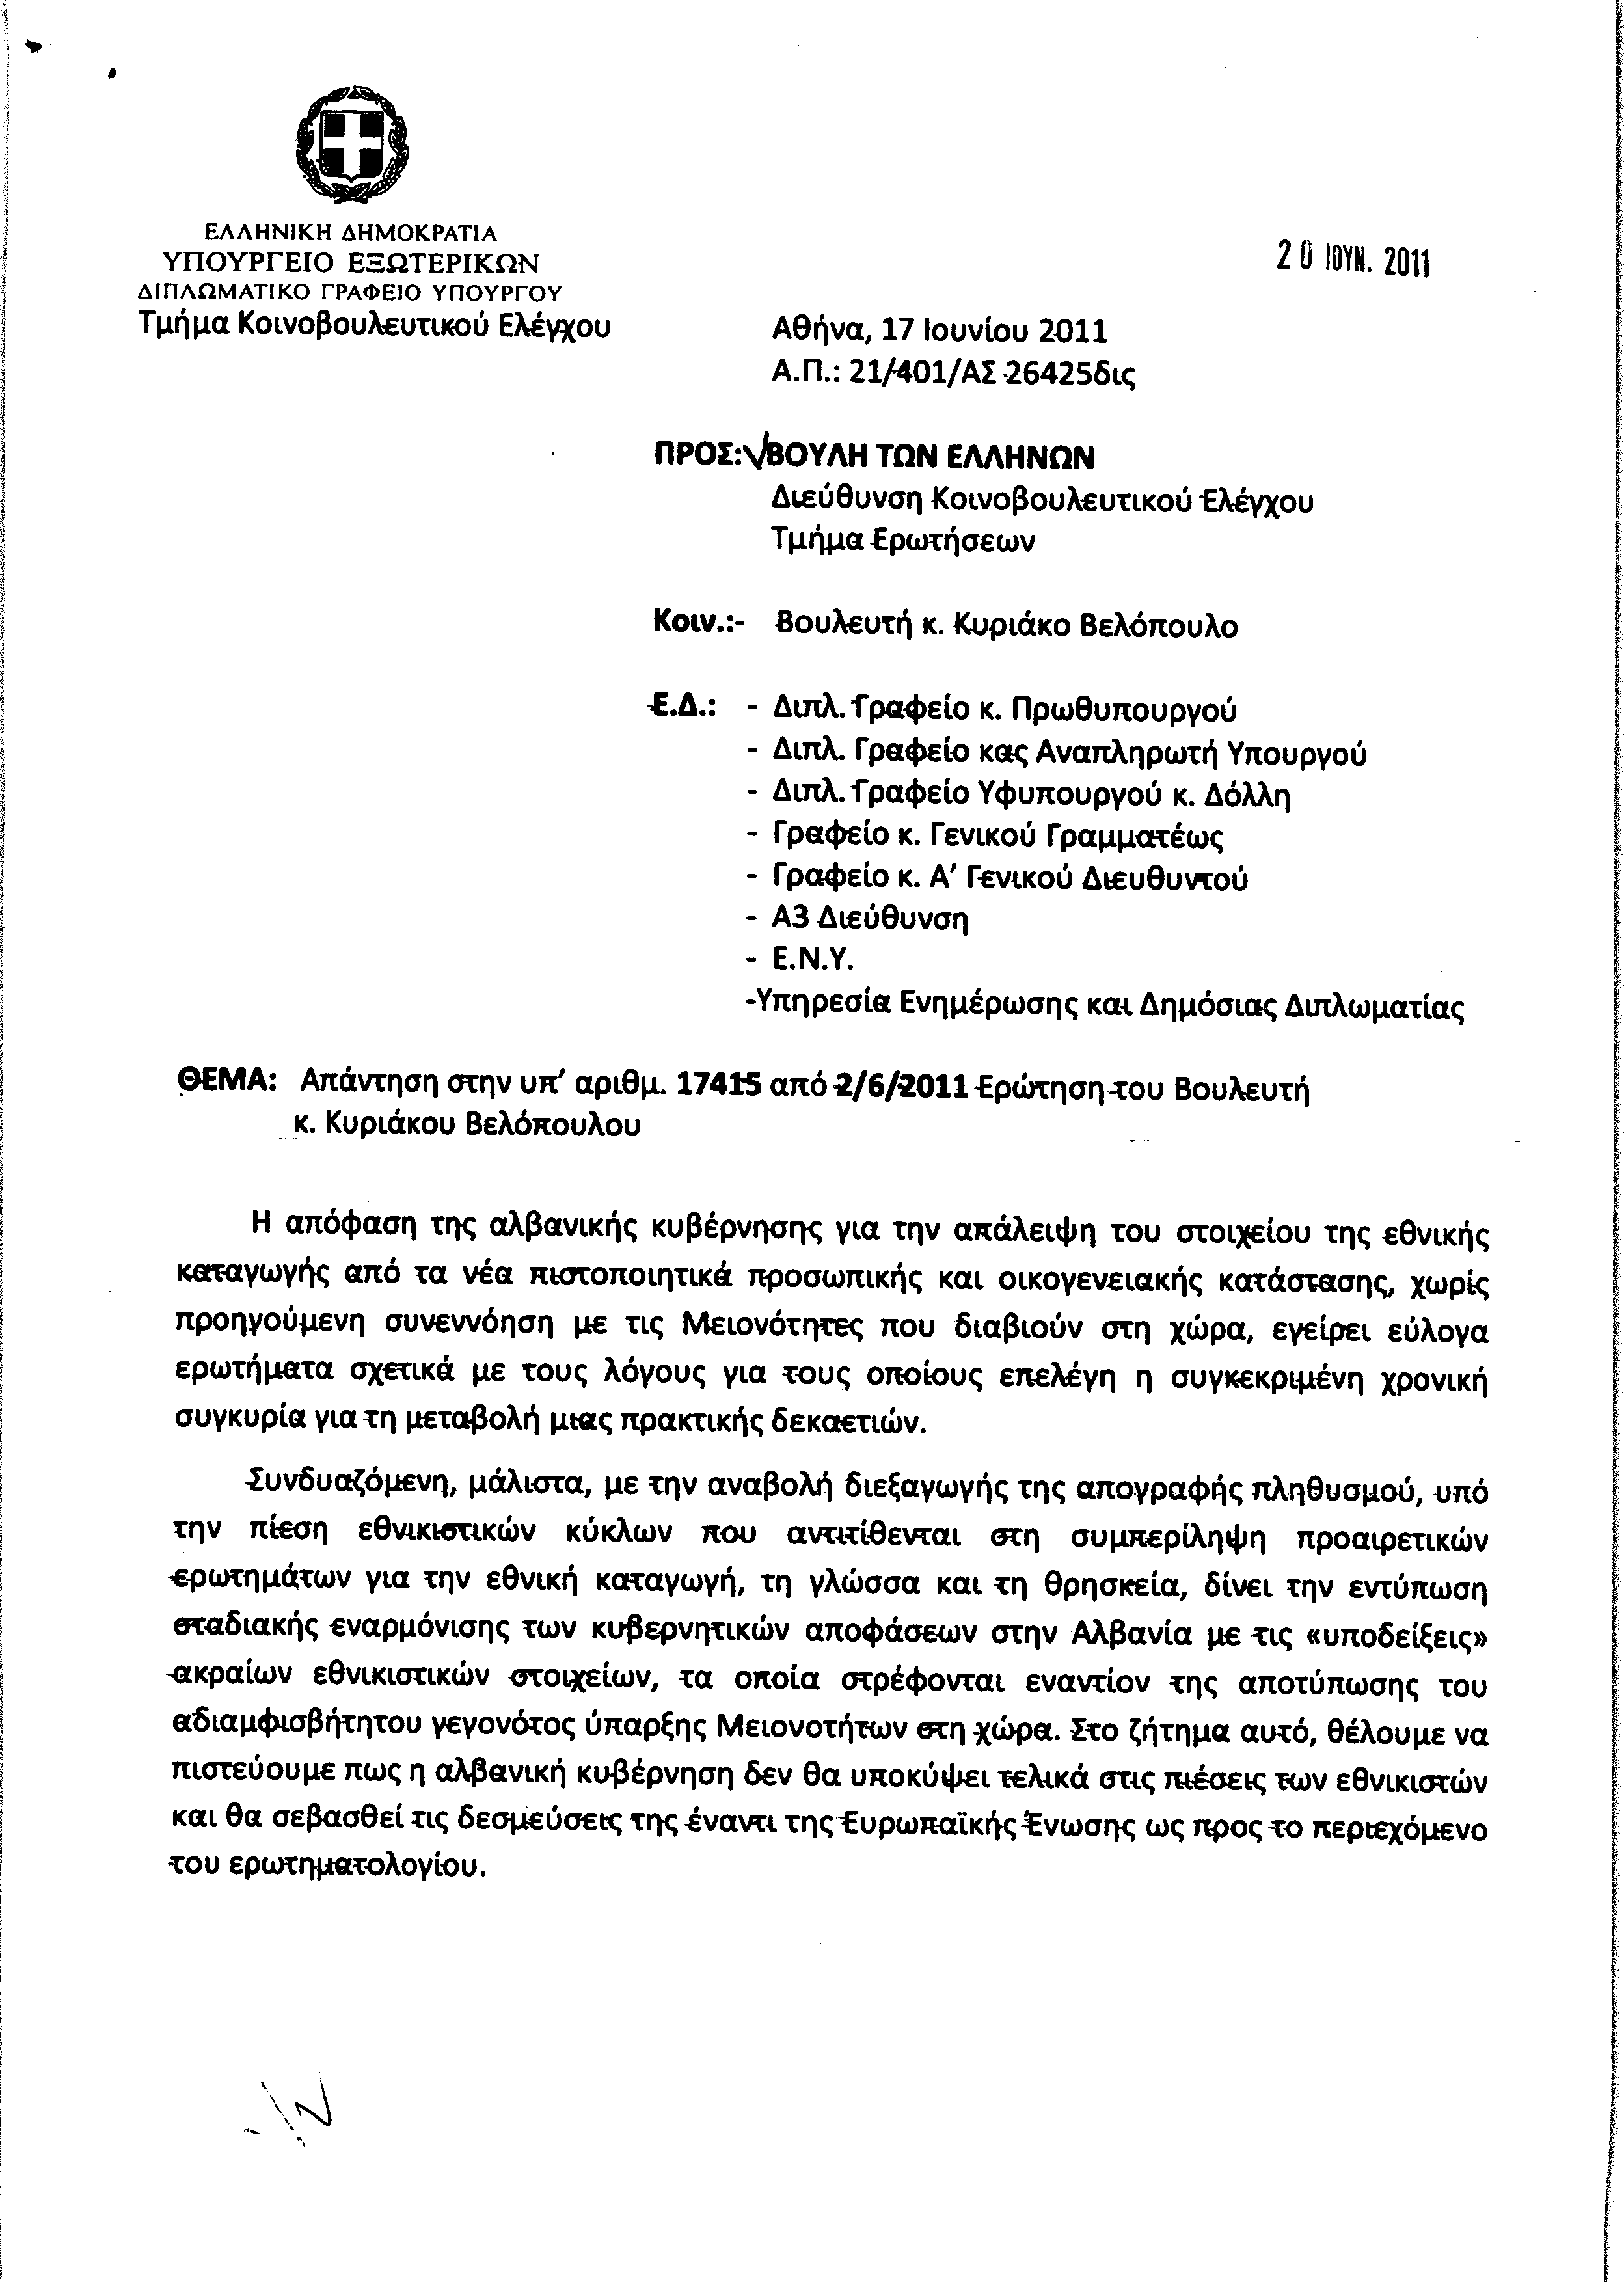 ΕΛΛΗΝΙΚΗ ΔΗΜΟΚΡΑΤΙΑ
ΥΠΟΥΡΓΕΙΟ ΕΞΩΤΕΡΙΚΩΝ
ΔΙΠΛΩΜΑΤΙΚΟ ΓΡΑΦΕΙΟ ΥΠΟΥΡΓΟΥ
Τμήμα Κοινοβουλευτικού Ελέγχου
20 ΙΟΥΝ. 2011
Αθήνα, 17 Ιουνίου 2011
Α.Π.: 21/401/ΑΣ 26425δις
ΠΡΟΣ:√ΒΟΥΛΗ ΤΩΝ ΕΛΛΗΝΩΝ
Διεύθυνση Κοινοβουλευτικού Ελέγχου
Τμήμα Ερωτήσεων
Κοιν.:- Βουλευτή κ. Κυριάκο Βελόπουλο
Ε.Δ.: - Διπλ. Γραφείο κ. Πρωθυπουργού
- Διπλ. Γραφείο κας Αναπληρωτή Υπουργού
- Διπλ. Γραφείο Υφυπουργού κ. Δόλλη
- Γραφείο κ. Γενικού Γραμματέως
- Γραφείο κ. Α' Γενικού Διευθυντού
- Α3 Διεύθυνση
- Ε.Ν.Υ.
-Υπηρεσία Ενημέρωσης και Δημόσιας Διπλωματίας
ΘΕΜΑ: Απάντηση στην υπ' αριθμ. 17415 από 2/6/2011 Ερώτηση του Βουλευτή
κ. Κυριάκου Βελόπουλου
Η απόφαση της αλβανικής κυβέρνησης για την απάλειψη του στοιχείου της εθνικής
καταγωγής από τα νέα πιστοποιητικά προσωπικής και οικογενειακής κατάστασης, χωρίς
προηγούμενη συνεννόηση με τις Μειονότητες που διαβιούν στη χώρα, εγείρει εύλογα
ερωτήματα σχετικά με τους λόγους για τους οποίους επελέγη η συγκεκριμένη χρονική
συγκυρία για τη μεταβολή μιας πρακτικής δεκαετιών.
Συνδυαζόμενη, μάλιστα, με την αναβολή διεξαγωγής της απογραφής πληθυσμού, υπό
την πίεση εθνικιστικών κύκλων που αντιτίθενται στη συμπερίληψη προαιρετικών
ερωτημάτων για την εθνική καταγωγή, τη γλώσσα και τη θρησκεία, δίνει την εντύπωση
σταδιακής εναρμόνισης των κυβερνητικών αποφάσεων στην Αλβανία με τις «υποδείξεις»
ακραίων εθνικιστικών στοιχείων, τα οποία στρέφονται εναντίον της αποτύπωσης του
αδιαμφισβήτητου γεγονότος ύπαρξης Μειονοτήτων στη χώρα. Στο ζήτημα αυτό, θέλουμε να
πιστεύουμε πως η αλβανική κυβέρνηση δεν θα υποκύψει τελικά στις πιέσεις των εθνικιστών
και θα σεβασθεί τις δεσμεύσεις της έναντι της Ευρωπαϊκής Ένωσης ως προς το περιεχόμενο
του ερωτηματολογίου.